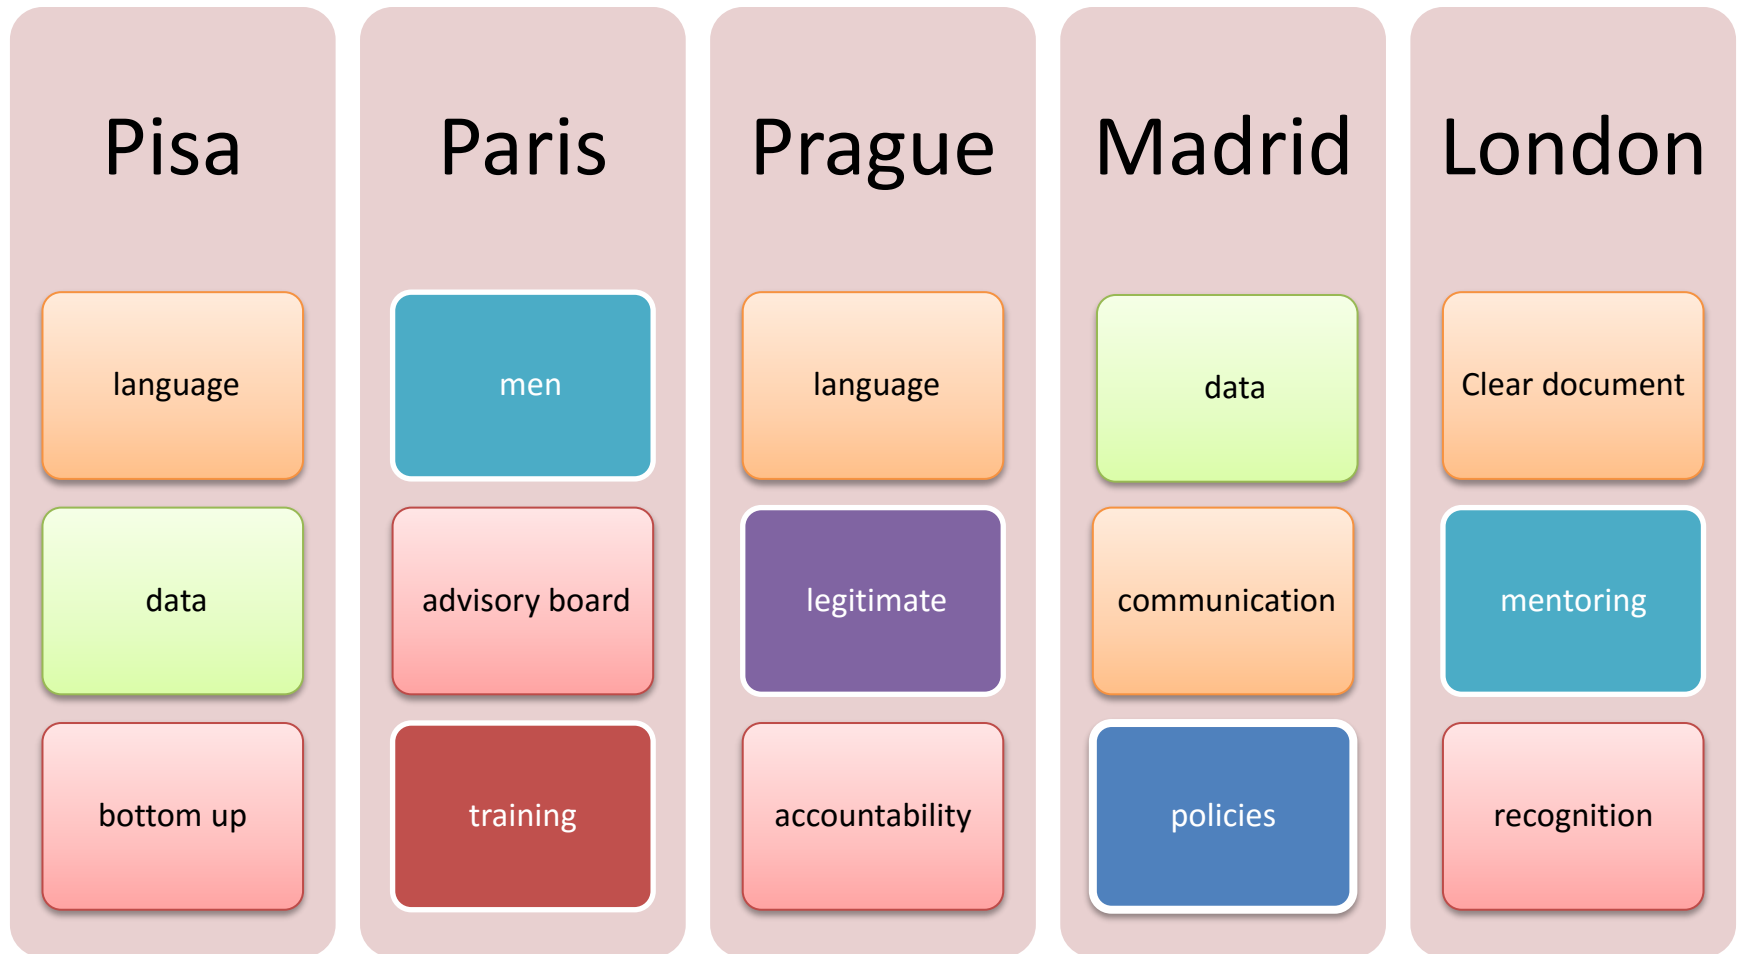 Pisa
language
data
bottom up
Paris
men
advisory board
training
Prague
language
legitimate
accountability
Madrid
data
communication
policies
London
Clear document
mentoring
recognition